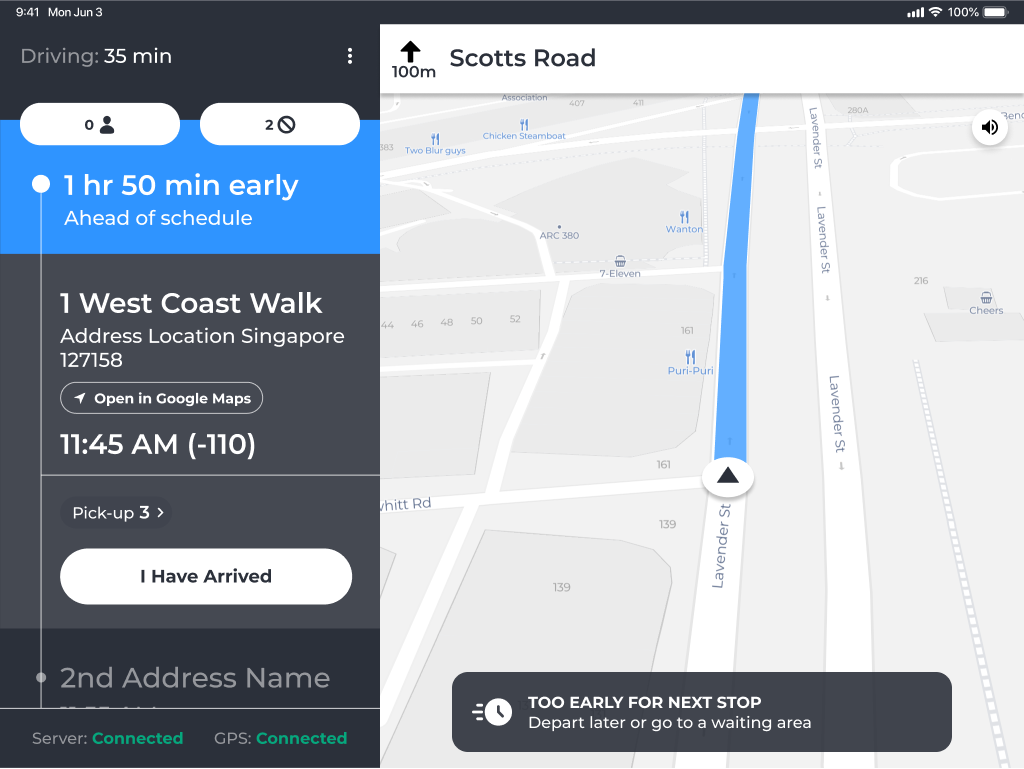 9:41 Mon Jun 3
100%
Driving: 35 min
0
2
1 hr 50 min early
Ahead of schedule
1 West Coast Walk
Address Location Singapore
127158
Open in Google Maps
11:45 AM (-110)
Pick-up 3
I Have Arrived
2nd Address Name
Server: Connected
GPS: Connected
100m
Scotts Road
Association
407
411
280A
383
Two Blur guys
Chicken Steamboat
Lavender St
Wanton
ARC 380
7-Eleven
Lavender St
216
Cheers
44
46
48
50
52
161
Puri-Puri
Lavender St
161
whitt Rd
139
Lavender St
139
TOO EARLY FOR NEXT STOP
Depart later or go to a waiting area